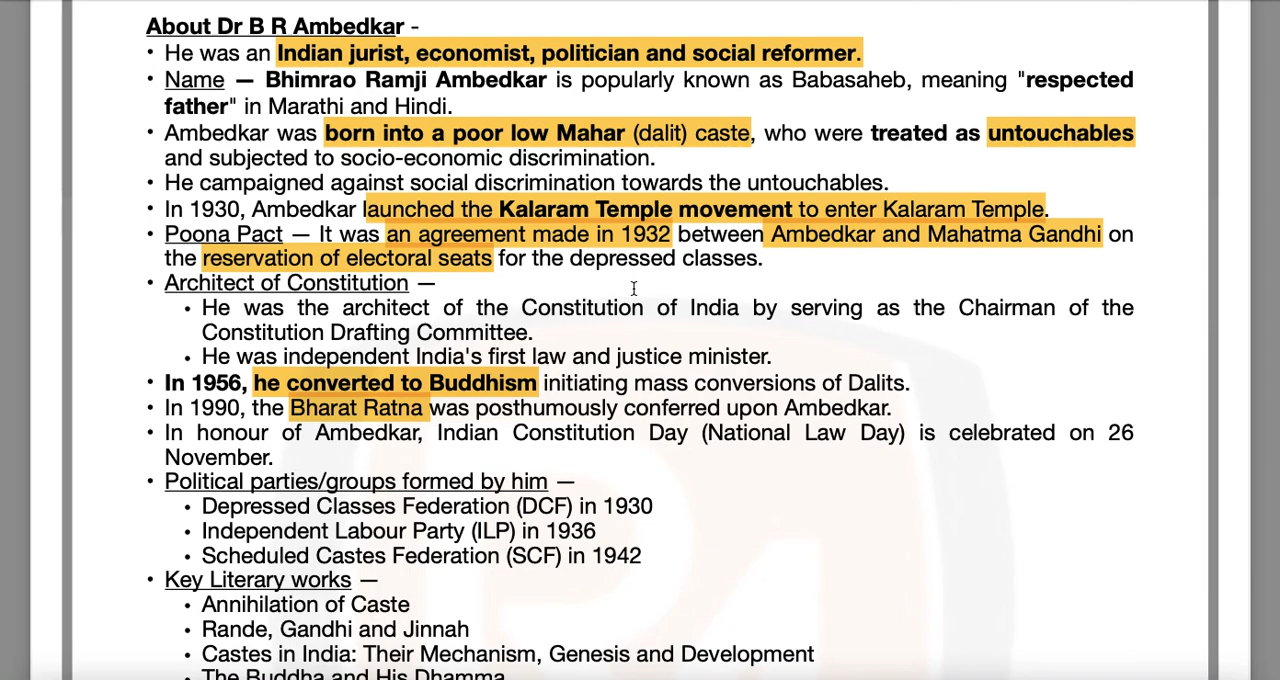 About Dr B R Ambedkar -
• He was an Indian jurist, economist, politician and social reformer.
• Name — Bhimrao Ramji Ambedkar is popularly known as Babasaheb, meaning "respected
father" in Marathi and Hindi.
• Ambedkar was born into a poor low Mahar (dalit) caste, who were treated as untouchables
and subjected to socio-economic discrimination.
• He campaigned against social discrimination towards the untouchables.
• In 1930, Ambedkar launched the Kalaram Temple movement to enter Kalaram Temple.
• Poona Pact — It was an agreement made in 1932 between Ambedkar and Mahatma Gandhi on
the reservation of electoral seats for the depressed classes.
• Architect of Constitution —
• He was the architect of the Constitution of India by serving as the Chairman of the
Constitution Drafting Committee.
• He was independent India's first law and justice minister.
• In 1956, he converted to Buddhism initiating mass conversions of Dalits.
• In 1990, the Bharat Ratna was posthumously conferred upon Ambedkar.
• In honour of Ambedkar, Indian Constitution Day (National Law Day) is celebrated on 26
November.
• Political parties/groups formed by him —
• Depressed Classes Federation (DCF) in 1930
• Independent Labour Party (ILP) in 1936
• Scheduled Castes Federation (SCF) in 1942
• Key Literary works —
• Annihilation of Caste
• Rande, Gandhi and Jinnah
• Castes in India: Their Mechanism, Genesis and Development
• The Buddha and His Dhamma